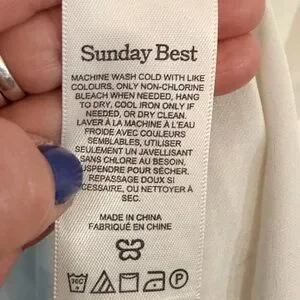 Sunday Best
MACHINE WASH COLD WITH LIKE
COLOURS, ONLY NON-CHLORINE
BLEACH WHEN NEEDED, HANG
TO DRY, COOL IRON ONLY IF
NEEDED, OR DRY CLEAN.
LAVER À LA MACHINE À L'EAU
FROIDE AVEC COULEURS
SEMBLABLES, UTILISER
SEULEMENT UN JAVELLISANT
SANS CHLORE AU BESOIN,
SUSPENDRE POUR SÉCHER.
REPASSAGE DOUX SI
CESSAIRE, OU NETTOYER À
SEC.
MADE IN CHINA
FABRIQUÉ EN CHINE
P